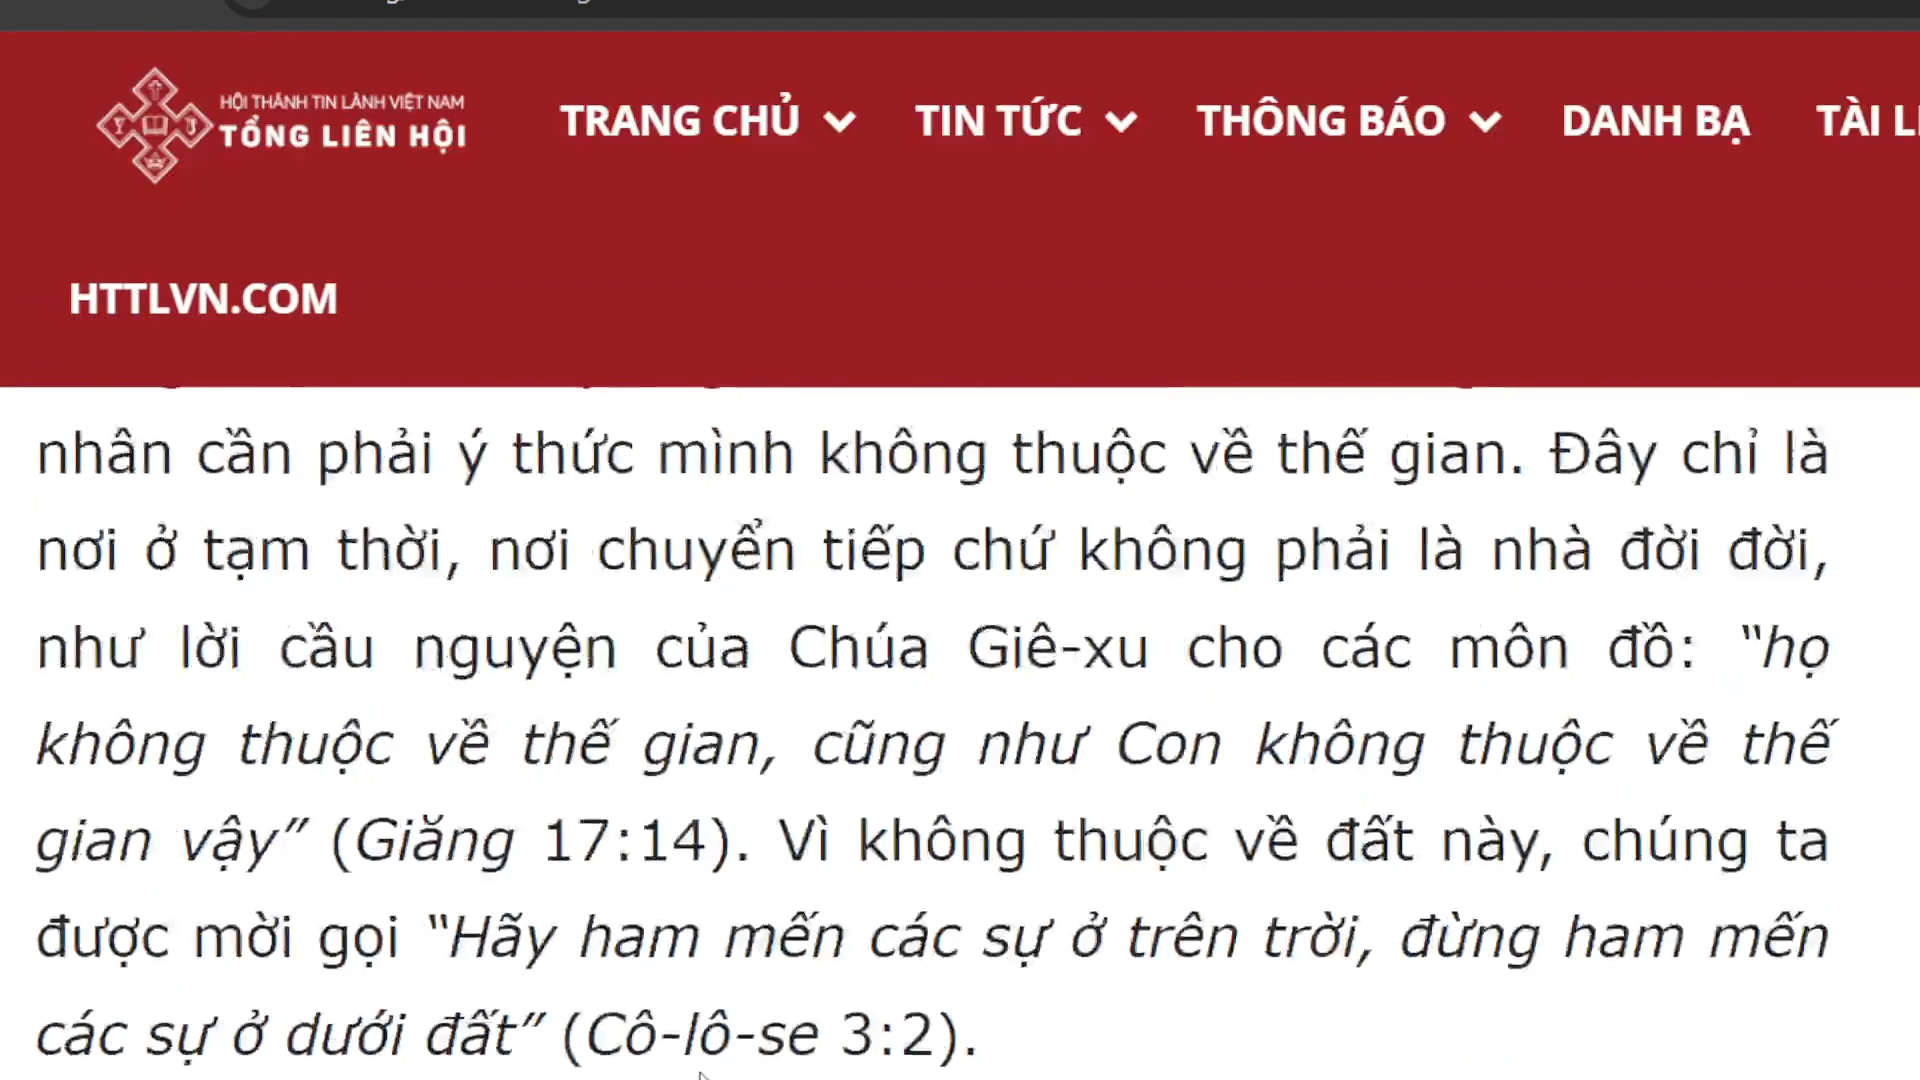 HỘI THÁNH TIN LÀNH VIỆT NAM
TỔNG LIÊN HỘI
TRANG CHỦ
TIN TỨC
THÔNG BÁO
DANH BẠ
TÀI
HTTLVN.COM
nhân cần phải ý thức mình không thuộc về thế gian. Đây chỉ là
nơi ở tạm thời, nơi chuyển tiếp chứ không phải là nhà đời đời,
như lời cầu nguyện của Chúa Giê-xu cho các môn đồ: “họ
không thuộc về thế gian, cũng như Con không thuộc về thế
gian vậy” (Giăng 17:14). Vì không thuộc về đất này, chúng ta
được mời gọi “Hãy ham mến các sự ở trên trời, đừng ham mến
các sự ở dưới đất” (Cô-lô-se 3:2).